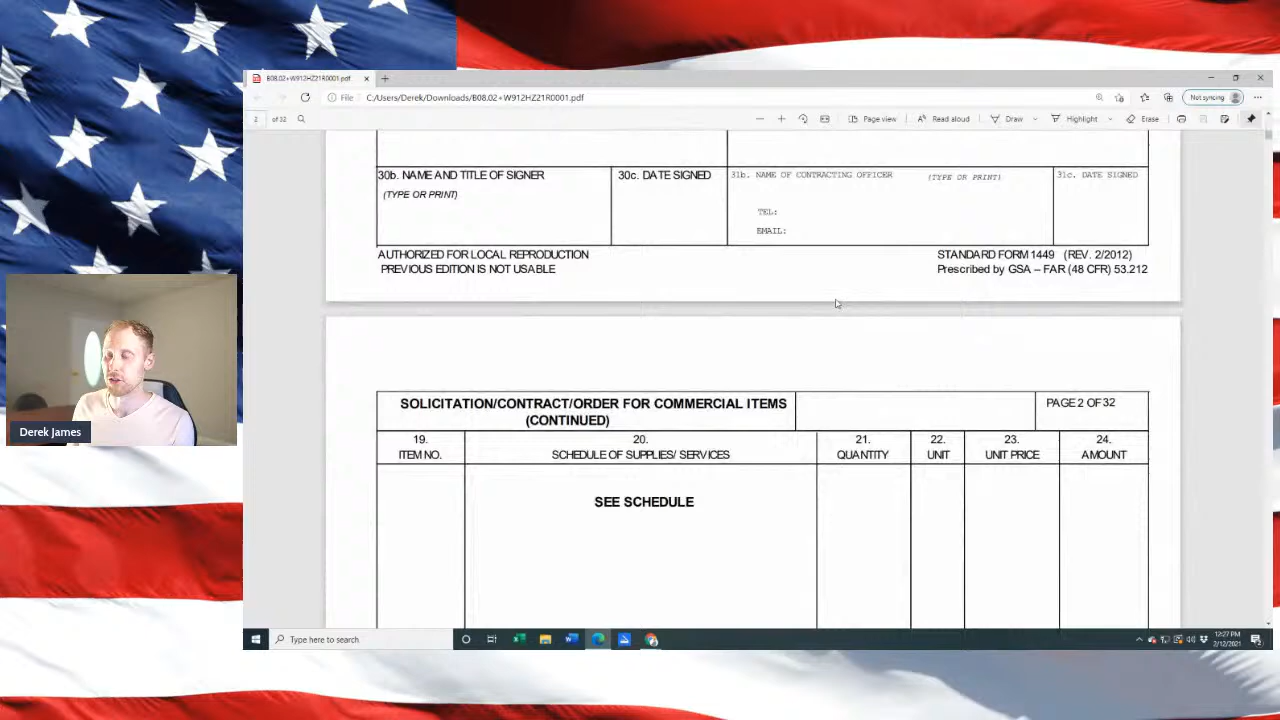 B08.02+W912HZ21R0001.pdf
File C:/Users/Derek/Downloads/B08.02+W912HZ21R0001.pdf
Not syncing
2 of 32
Page view
Read aloud
Draw
Highlight
Erase
30b. NAME AND TITLE OF SIGNER
(TYPE OR PRINT)
30c. DATE SIGNED
31b. NAME OF CONTRACTING OFFICER (TYPE OR PRINT)
TEL:
EMAIL:
31c. DATE SIGNED
AUTHORIZED FOR LOCAL REPRODUCTION
PREVIOUS EDITION IS NOT USABLE
STANDARD FORM 1449 (REV. 2/2012)
Prescribed by GSA – FAR (48 CFR) 53.212
SOLICITATION/CONTRACT/ORDER FOR COMMERCIAL ITEMS
(CONTINUED)
PAGE 2 OF 32
19.
ITEM NO.
20.
SCHEDULE OF SUPPLIES/ SERVICES
21.
QUANTITY
22.
UNIT
23.
UNIT PRICE
24.
AMOUNT
SEE SCHEDULE
Derek James
Type here to search
12:27 PM
2/12/2021